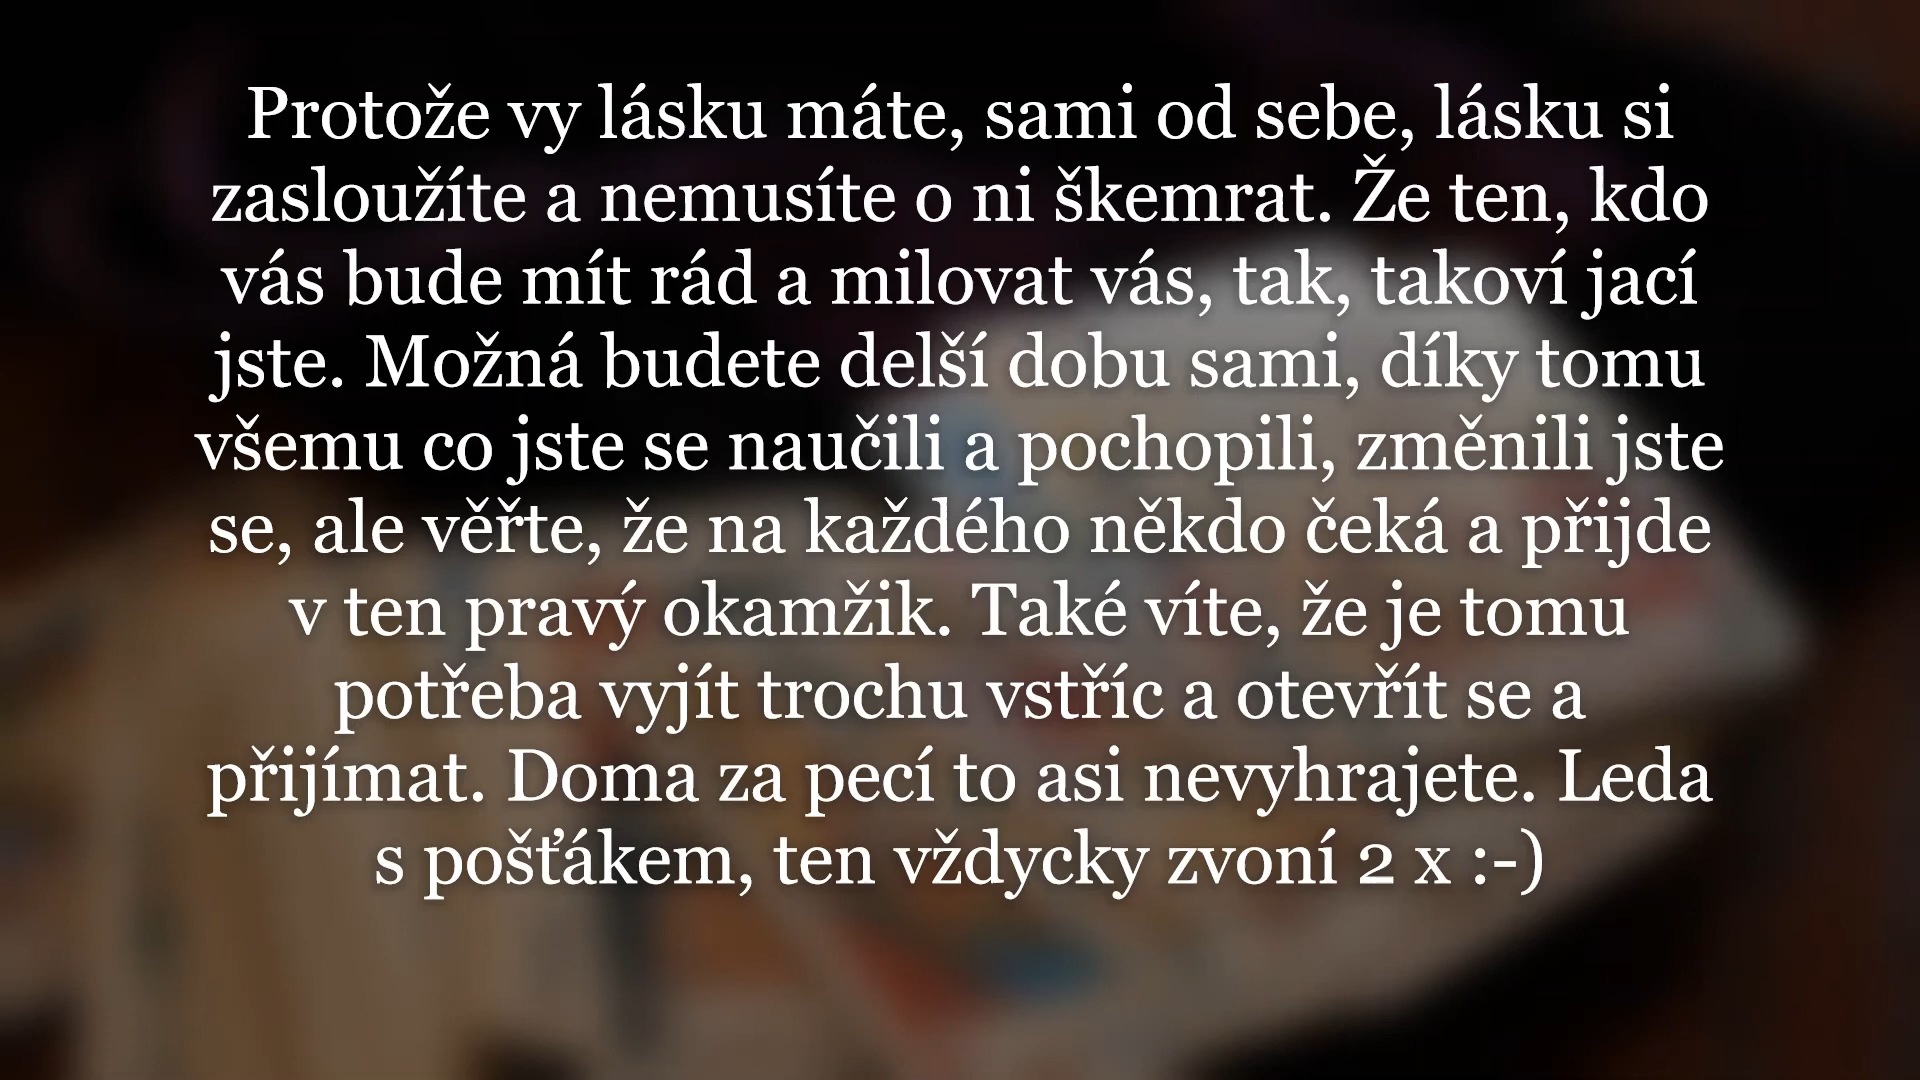 Protože vy lásku máte, sami od sebe, lásku si
zasloužíte a nemusíte o ni škemrat. Že ten, kdo
vás bude mít rád a milovat vás, tak, takoví jací
jste. Možná budete delší dobu sami, díky tomu
všemu co jste se naučili a pochopili, změnili jste
se, ale věřte, že na každého někdo čeká a přijde
v ten pravý okamžik. Také víte, že je tomu
potřeba vyjít trochu vstříc a otevřít se a
přijímat. Doma za pecí to asi nevyhrajete. Leda
s pošťákem, ten vždycky zvoní 2 x :-)